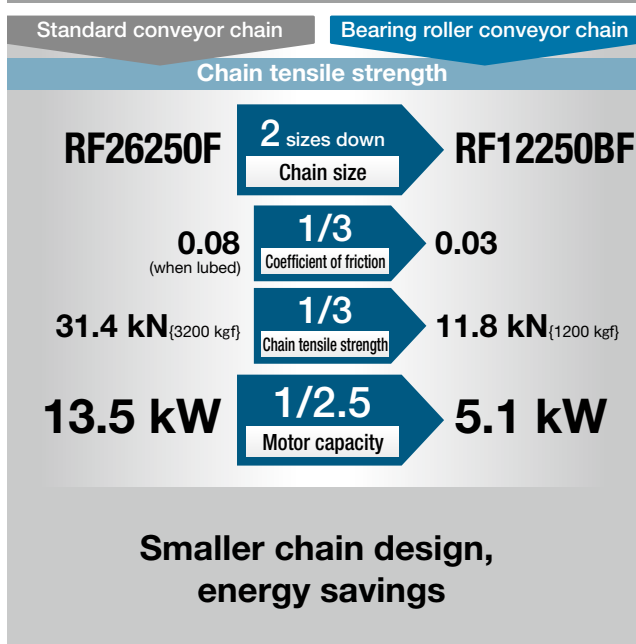 Standard conveyor chain
Bearing roller conveyor chain
Chain tensile strength
RF26250F
2 sizes down
Chain size
RF12250BF
0.08
(when lubed)
1/3
Coefficient of friction
0.03
31.4 kN{3200 kgf}
1/3
Chain tensile strength
11.8 kN{1200 kgf}
13.5 kW
1/2.5
Motor capacity
5.1 kW
Smaller chain design,
energy savings